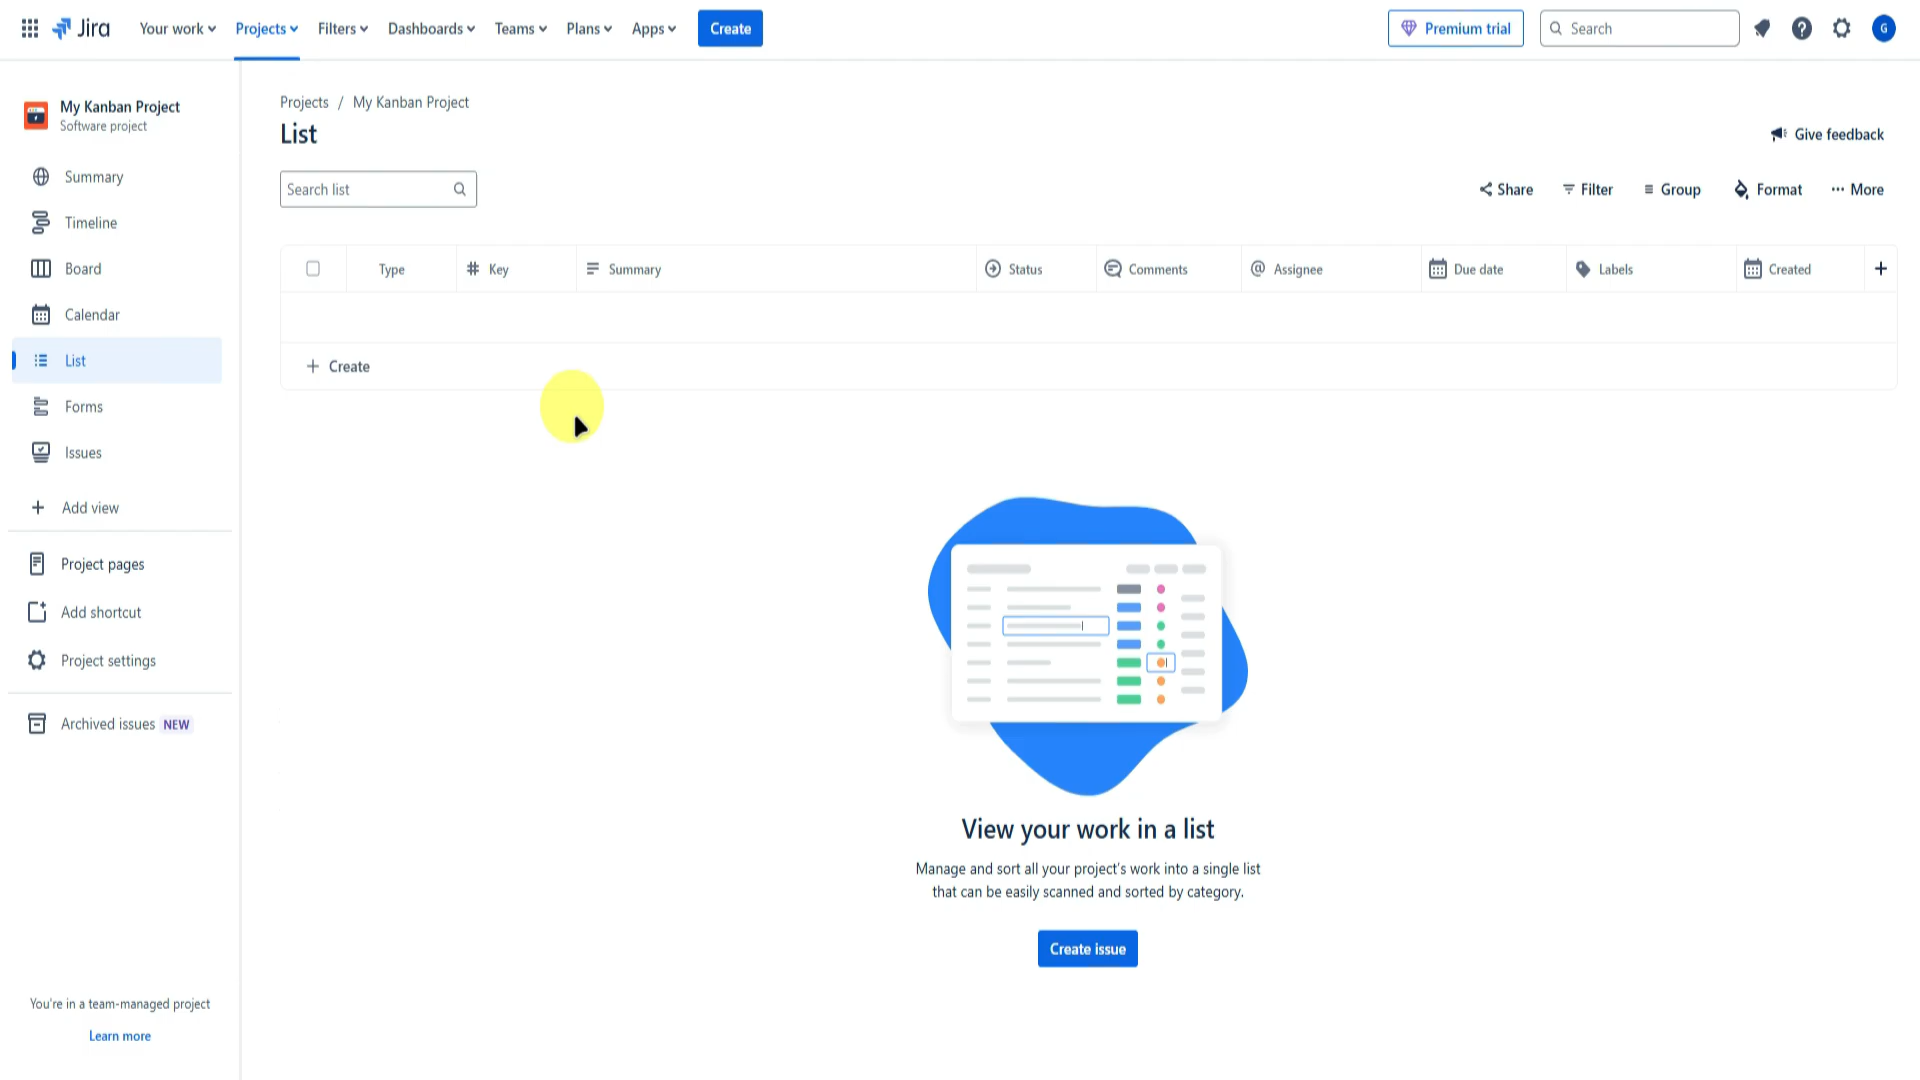 Jira Your work Projects Filters Dashboards Teams Plans Apps Create Premium trial Search G
My Kanban Project
Software project
Summary
Timeline
Board
Calendar
List
Forms
Issues
Add view
Project pages
Add shortcut
Project settings
Archived issues NEW
You're in a team-managed project
Learn more
Projects / My Kanban Project
List
Give feedback
Search list
Share Filter Group Format More
Type Key Summary Status Comments Assignee Due date Labels Created
Create
View your work in a list
Manage and sort all your project's work into a single list
that can be easily scanned and sorted by category.
Create issue